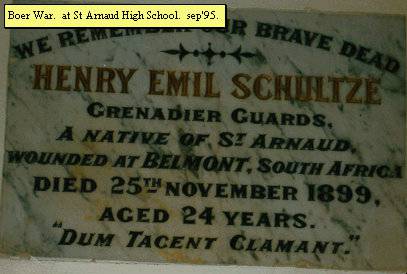 Boer War. at St Arnaud High School. sep'95.
WE REMEMBER OUR BRAVE DEAD
HENRY EMIL SCHULTZE
GRENADIER GUARDS.
A NATIVE OF ST ARNAUD,
WOUNDED AT BELMONT, SOUTH AFRICA
DIED 25TH NOVEMBER 1899,
AGED 24 YEARS.
"DUM TACENT CLAMANT."